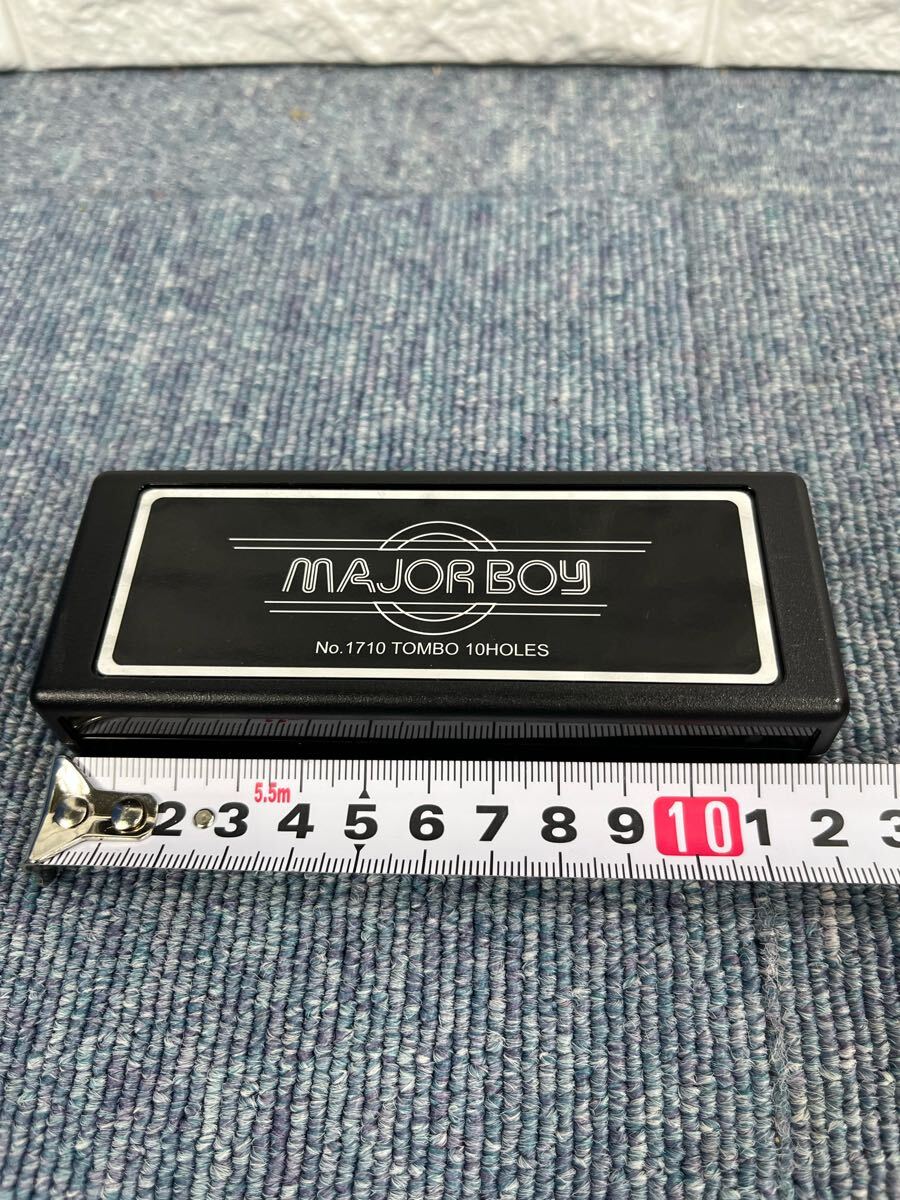 MAJOR BOY
No.1710 TOMBO 10HOLES
5.5m
2 3 4 5 6 7 8 9 10 1 2 3